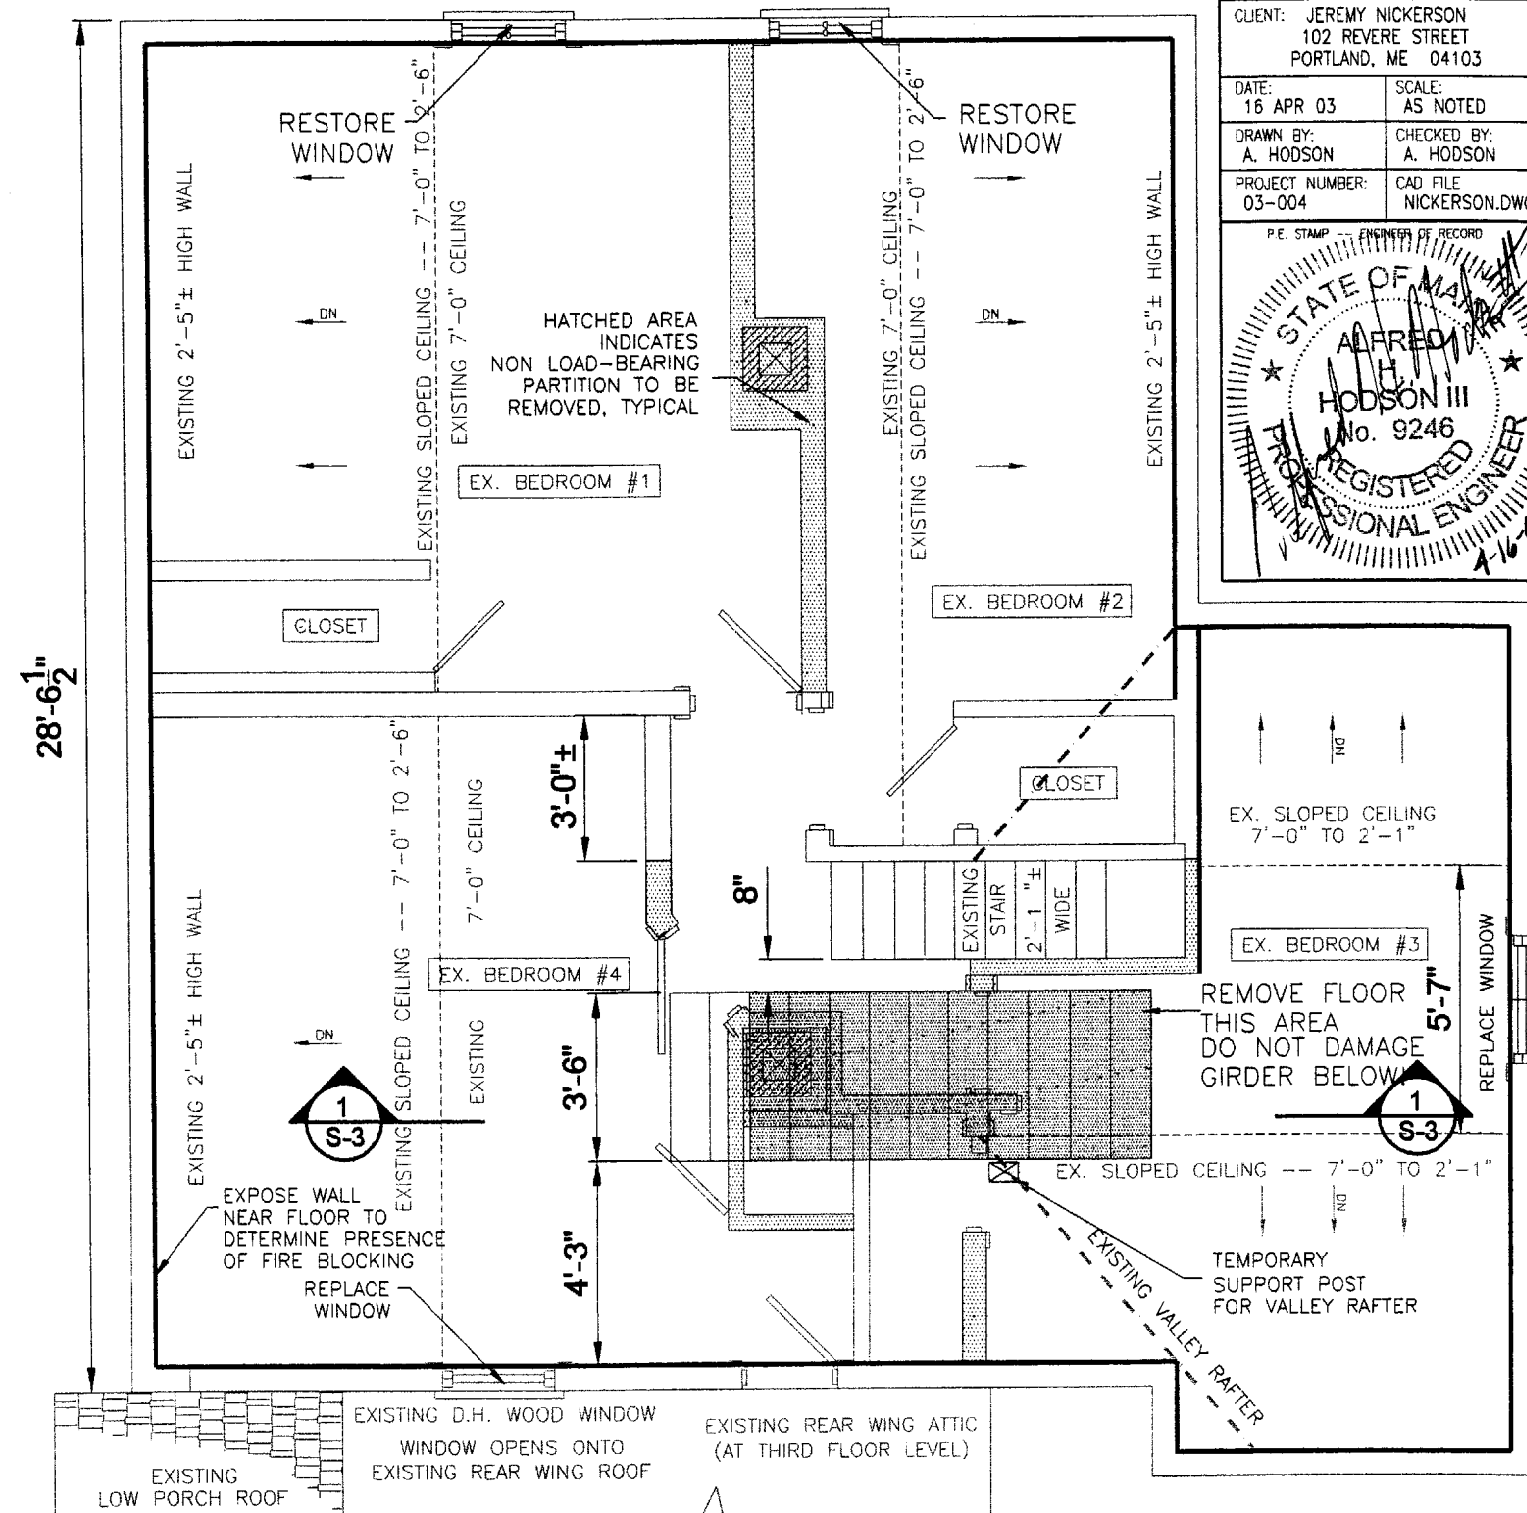 CLIENT: JEREMY NICKERSON
102 REVERE STREET
PORTLAND, ME 04103
DATE:
16 APR 03
SCALE:
AS NOTED
DRAWN BY:
A. HODSON
CHECKED BY:
A. HODSON
PROJECT NUMBER:
03-004
CAD FILE
NICKERSON.DWG
P.E. STAMP -- ENGINEER OF RECORD
STATE OF
ALFRED
H.
HODSON III
No. 9246
REGISTERED
PROFESSIONAL ENGINEER
RESTORE
WINDOW
RESTORE
WINDOW
EXISTING 2'-5"± HIGH WALL
EXISTING SLOPED CEILING -- 7'-0" TO 2'-6"
EXISTING 7'-0" CEILING
EXISTING 7'-0" CEILING
EXISTING SLOPED CEILING -- 7'-0" TO 2'-6"
EXISTING 2'-5"± HIGH WALL
DN
DN
HATCHED AREA
INDICATES
NON LOAD-BEARING
PARTITION TO BE
REMOVED, TYPICAL
EX. BEDROOM #1
EX. BEDROOM #2
CLOSET
28'-6 1/2"
3'-0"±
CLOSET
DN
EX. SLOPED CEILING
7'-0" TO 2'-1"
EXISTING 2'-5"± HIGH WALL
EXISTING SLOPED CEILING -- 7'-0" TO 2'-6"
EXISTING 7'-0" CEILING
8"
EXISTING
STAIR
2'-1 "±
WIDE
EX. BEDROOM #3
5'-7"
REPLACE WINDOW
EX. BEDROOM #4
REMOVE FLOOR
THIS AREA
DO NOT DAMAGE
GIRDER BELOW
DN
3'-6"
1
S-3
1
S-3
EX. SLOPED CEILING -- 7'-0" TO 2'-1"
DN
EXPOSE WALL
NEAR FLOOR TO
DETERMINE PRESENCE
OF FIRE BLOCKING
4'-3"
REPLACE
WINDOW
EXISTING VALLEY RAFTER
TEMPORARY
SUPPORT POST
FOR VALLEY RAFTER
EXISTING D.H. WOOD WINDOW
WINDOW OPENS ONTO
EXISTING REAR WING ROOF
EXISTING REAR WING ATTIC
(AT THIRD FLOOR LEVEL)
EXISTING
LOW PORCH ROOF